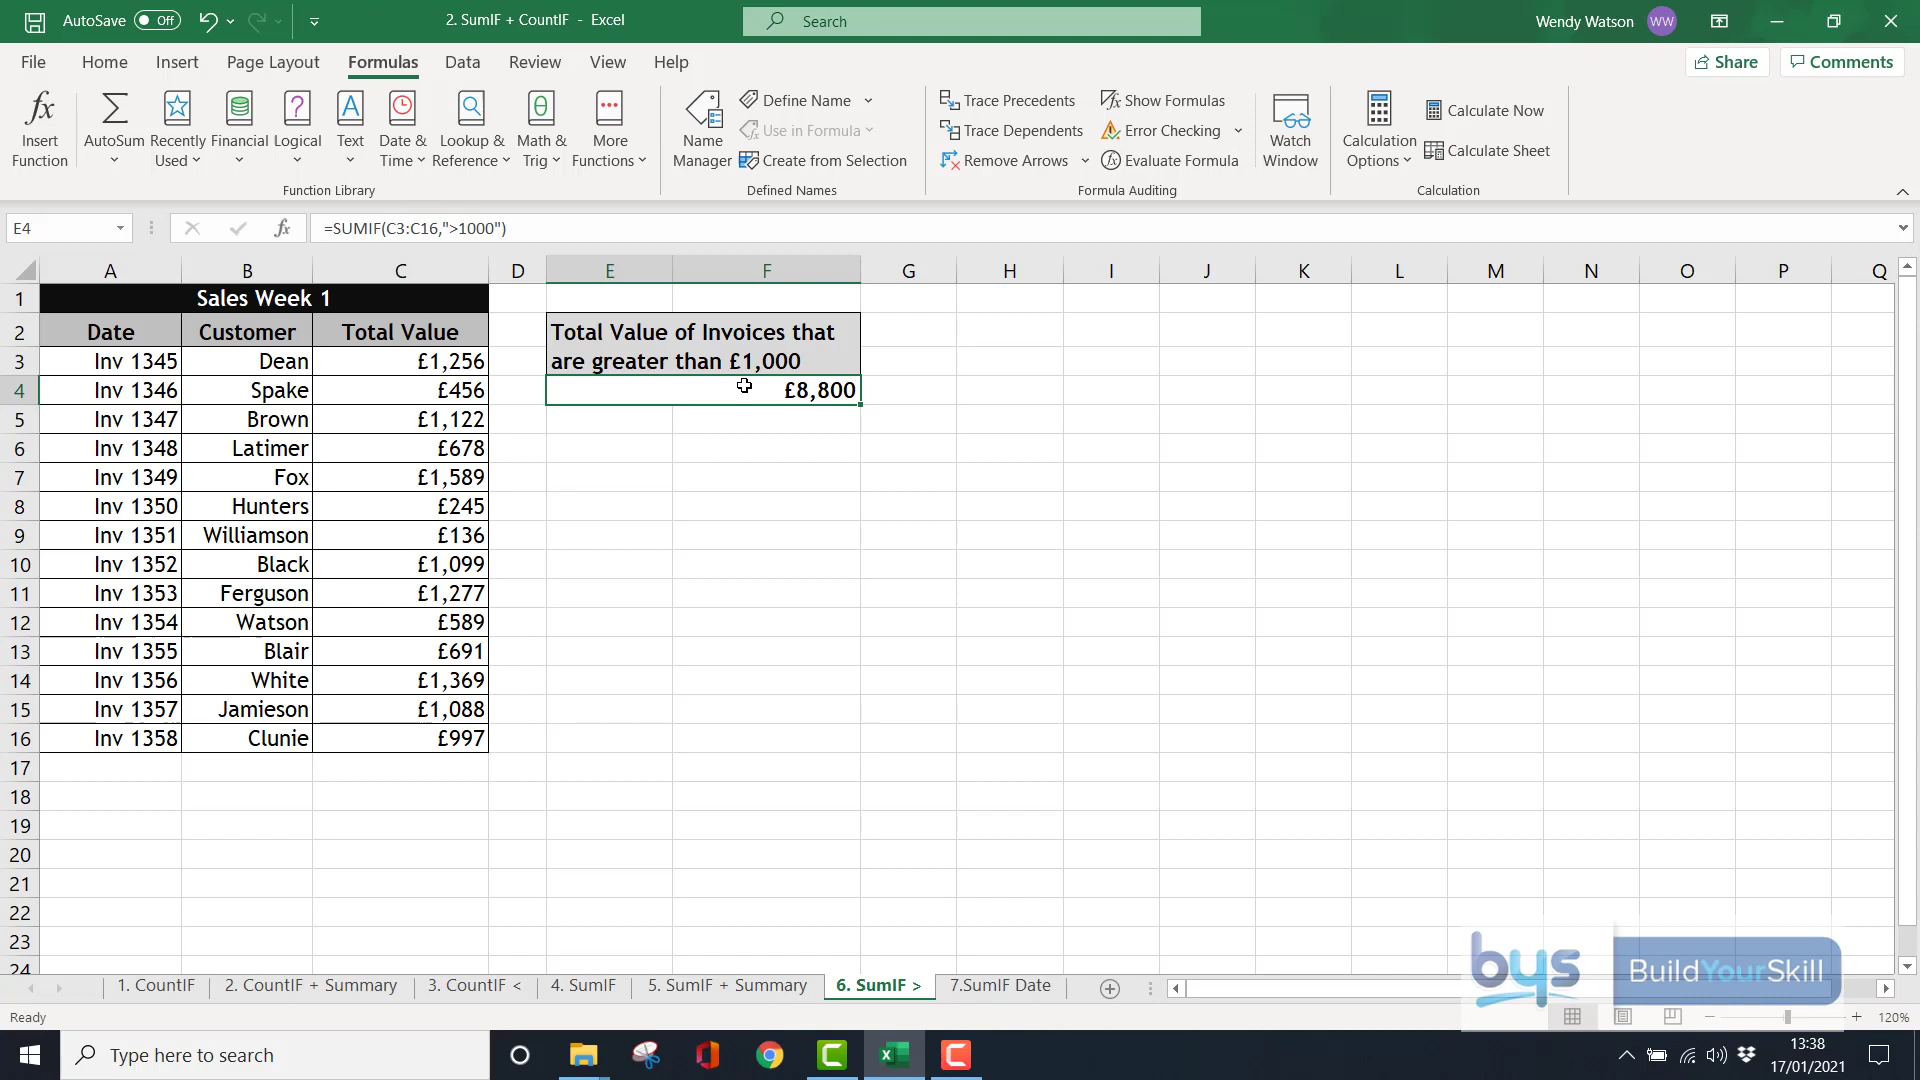 AutoSave Off
2. SumIF + CountIF - Excel
Search
Wendy Watson WW
File Home Insert Page Layout Formulas Data Review View Help
Share Comments
Insert Function
AutoSum
Recently Used
Financial
Logical
Text
Date & Time
Lookup & Reference
Math & Trig
More Functions
Function Library
Name Manager
Define Name
Use in Formula
Create from Selection
Defined Names
Trace Precedents
Trace Dependents
Remove Arrows
Show Formulas
Error Checking
Evaluate Formula
Formula Auditing
Watch Window
Calculation Options
Calculate Now
Calculate Sheet
Calculation
E4
fx
=SUMIF(C3:C16,">1000")
A B C D E F G H I J K L M N O P Q
1 Sales Week 1
2 Date Customer Total Value Total Value of Invoices that
3 Inv 1345 Dean £1,256 are greater than £1,000
4 Inv 1346 Spake £456 £8,800
5 Inv 1347 Brown £1,122
6 Inv 1348 Latimer £678
7 Inv 1349 Fox £1,589
8 Inv 1350 Hunters £245
9 Inv 1351 Williamson £136
10 Inv 1352 Black £1,099
11 Inv 1353 Ferguson £1,277
12 Inv 1354 Watson £589
13 Inv 1355 Blair £691
14 Inv 1356 White £1,369
15 Inv 1357 Jamieson £1,088
16 Inv 1358 Clunie £997
17
18
19
20
21
22
23
24
bys BuildYourSkill
1. CountIF 2. CountIF + Summary 3. CountIF < 4. SumIF 5. SumIF + Summary 6. SumIF > 7.SumIF Date
Ready
120%
Type here to search
13:38
17/01/2021